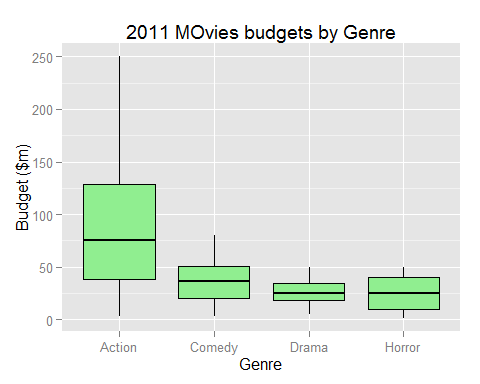 2011 MOvies budgets by Genre
Budget ($m)
250
200
150
100
50
0
Action Comedy Drama Horror
Genre